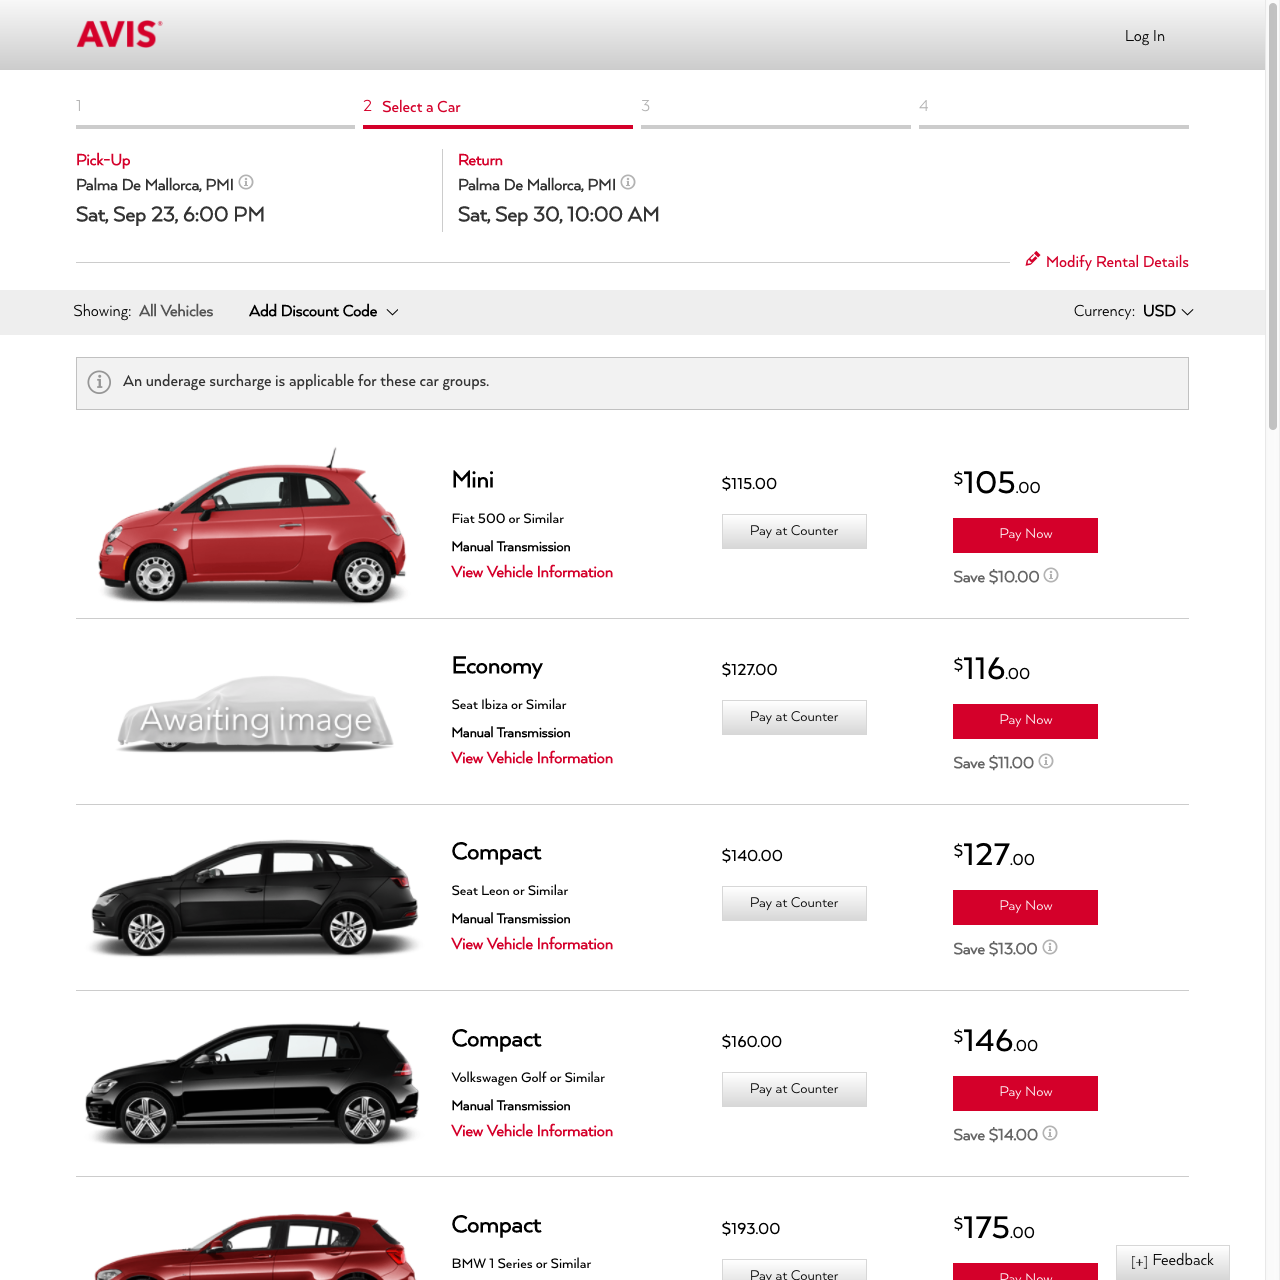 AVIS
Log In
1
2 Select a Car
3
4
Pick-Up
Palma De Mallorca, PMI
Sat, Sep 23, 6:00 PM
Return
Palma De Mallorca, PMI
Sat, Sep 30, 10:00 AM
Modify Rental Details
Showing: All Vehicles
Add Discount Code
Currency: USD
An underage surcharge is applicable for these car groups.
Mini
Fiat 500 or Similar
Manual Transmission
View Vehicle Information
$115.00
Pay at Counter
$105.00
Pay Now
Save $10.00
Awaiting image
Economy
Seat Ibiza or Similar
Manual Transmission
View Vehicle Information
$127.00
Pay at Counter
$116.00
Pay Now
Save $11.00
Compact
Seat Leon or Similar
Manual Transmission
View Vehicle Information
$140.00
Pay at Counter
$127.00
Pay Now
Save $13.00
Compact
Volkswagen Golf or Similar
Manual Transmission
View Vehicle Information
$160.00
Pay at Counter
$146.00
Pay Now
Save $14.00
Compact
BMW 1 Series or Similar
$193.00
Pay at Counter
$175.00
Pay Now
[+] Feedback